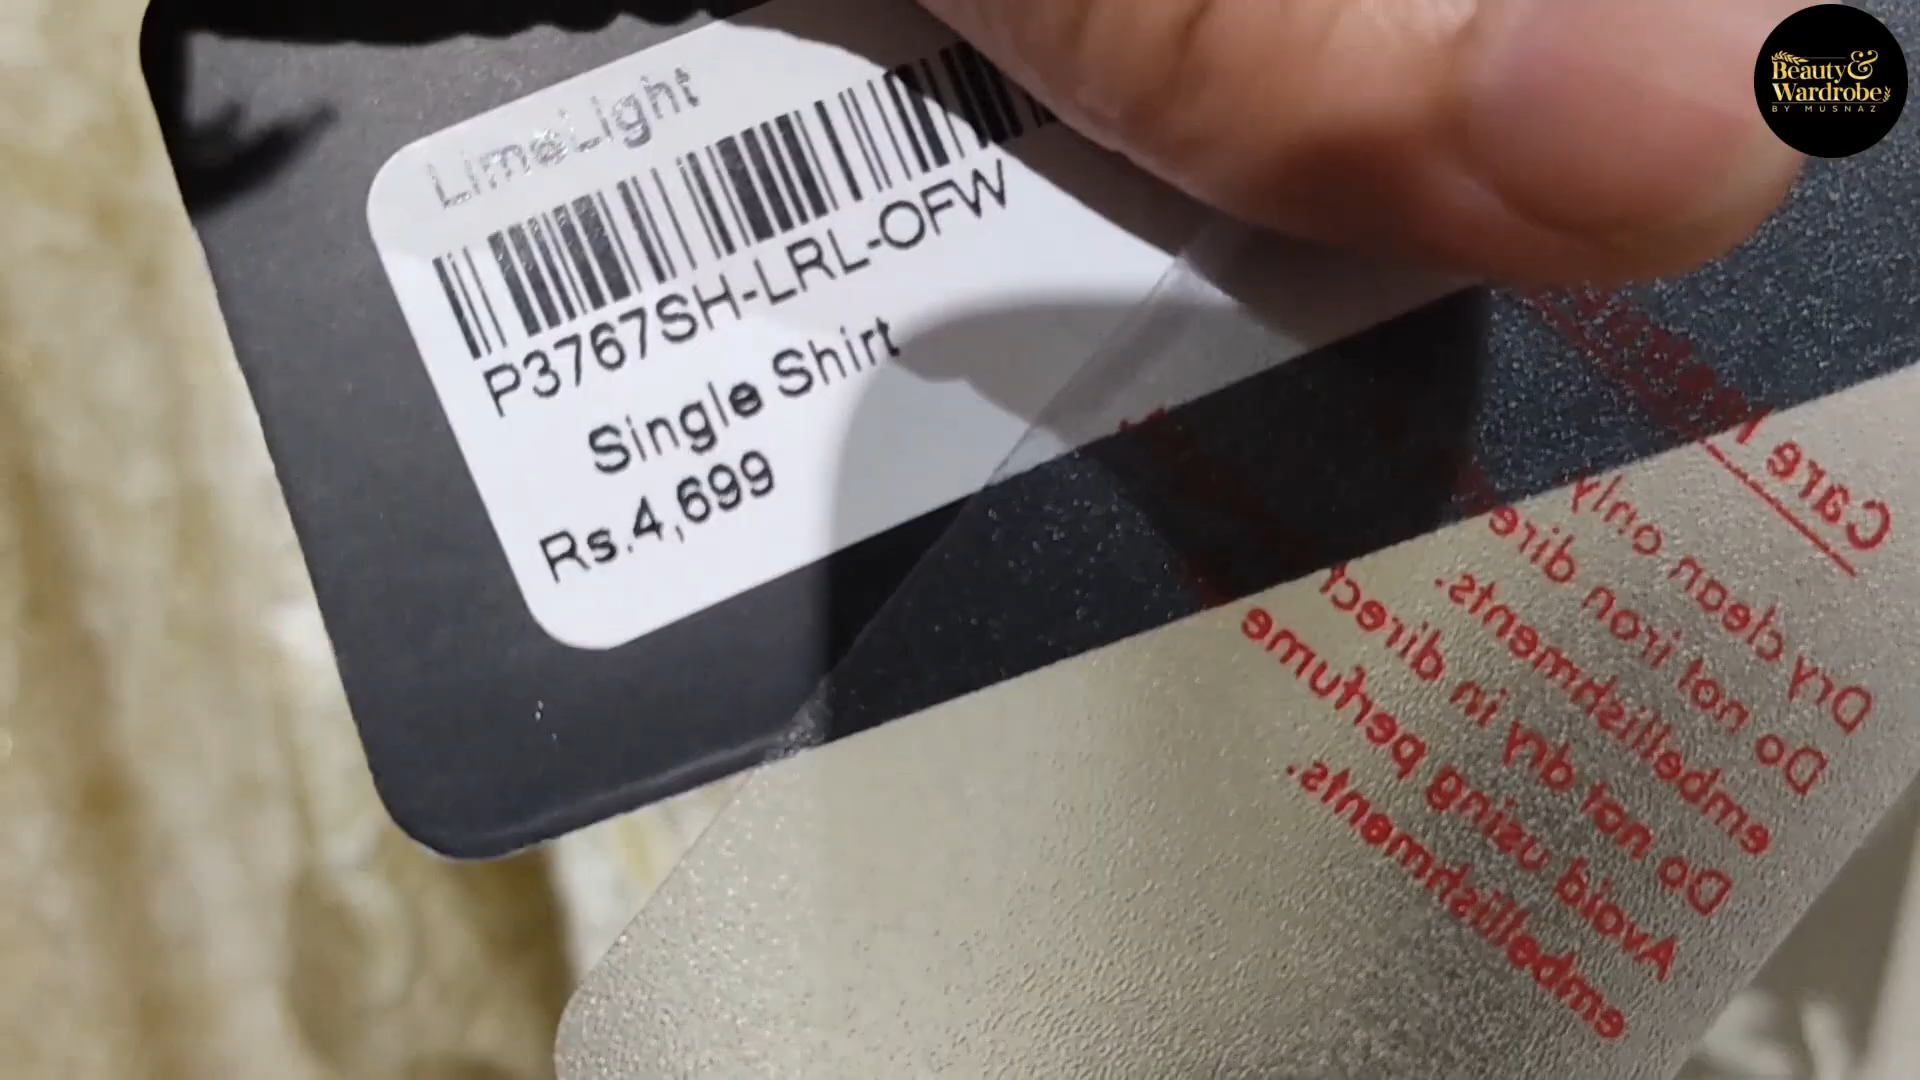 Beauty&
Wardrobe
BY MUSNAZ
LimeLight
P3767SH-LRL-OFW
Single Shirt
Rs.4,699
Care
Dry clean only
Do not iron
embellishments.
Do not dry in direct
Avoid using perfume
embellishments.